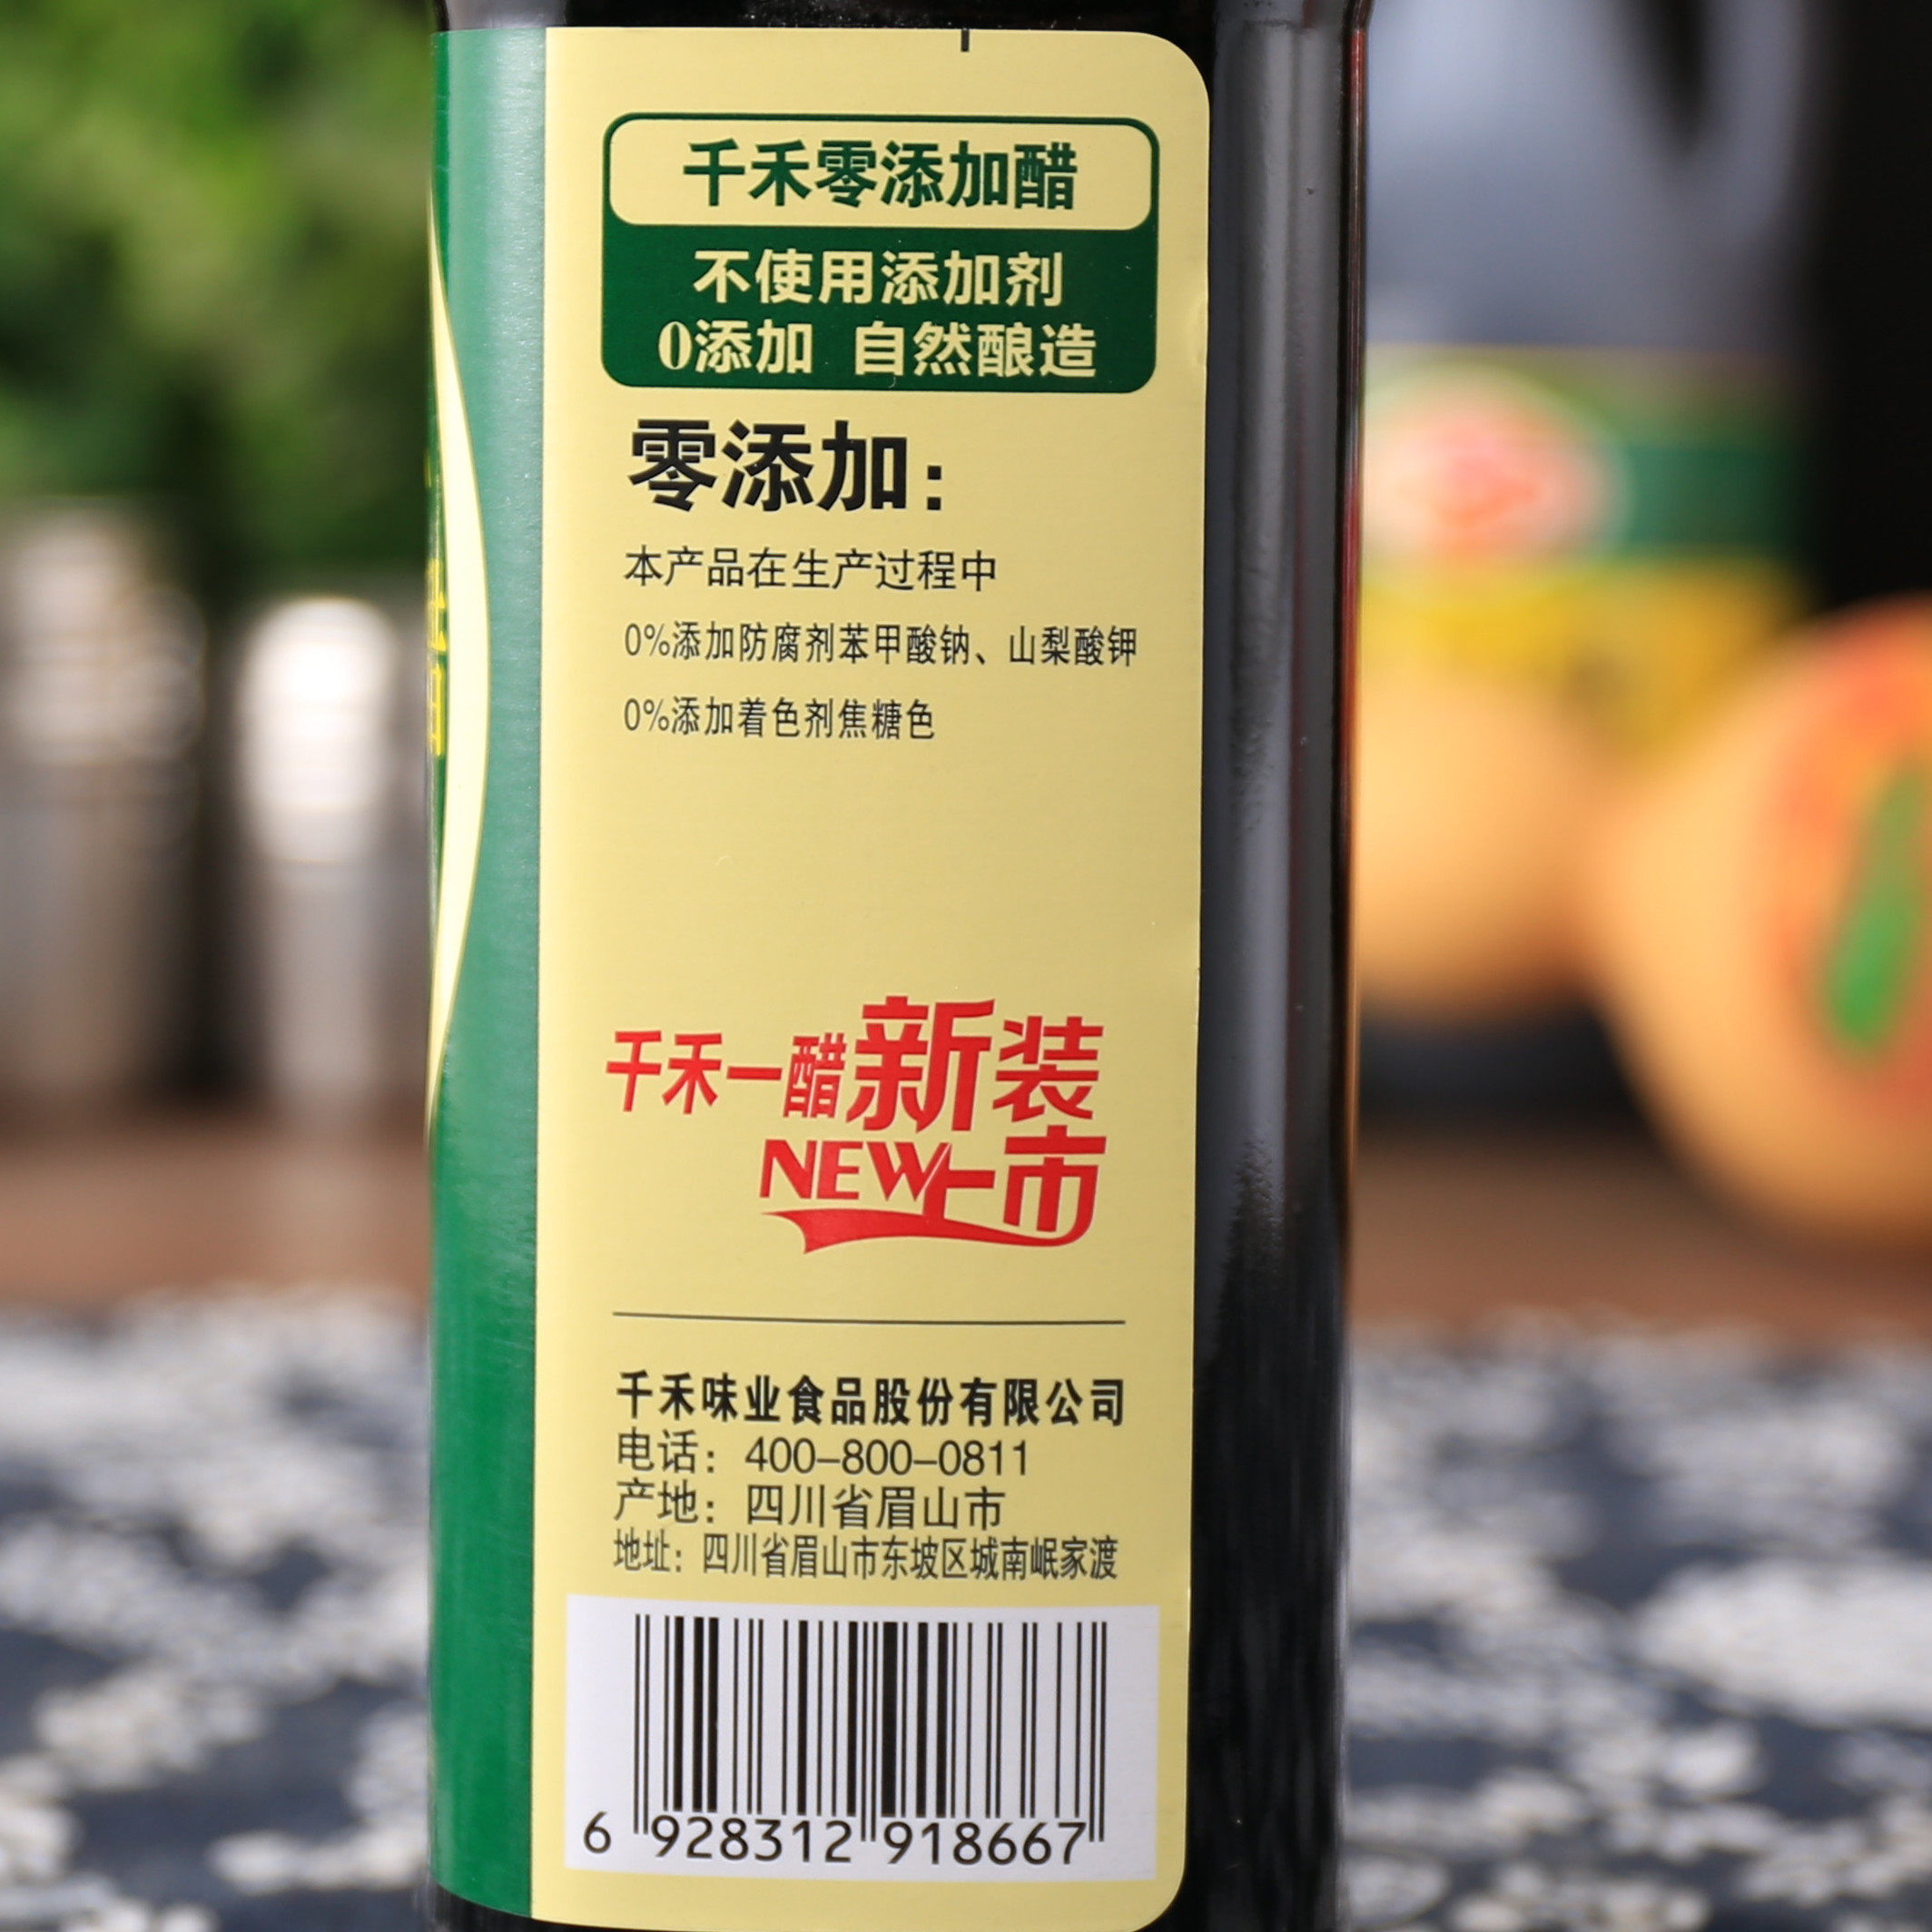 千禾零添加醋
不使用添加剂
0添加 自然酿造
零添加：
本产品在生产过程中
0%添加防腐剂苯甲酸钠、山梨酸钾
0%添加着色剂焦糖色
千禾一醋新装
NEW上市
千禾味业食品股份有限公司
电话：400-800-0811
产地：四川省眉山市
地址：四川省眉山市东坡区城南岷家渡
6 928312 918667